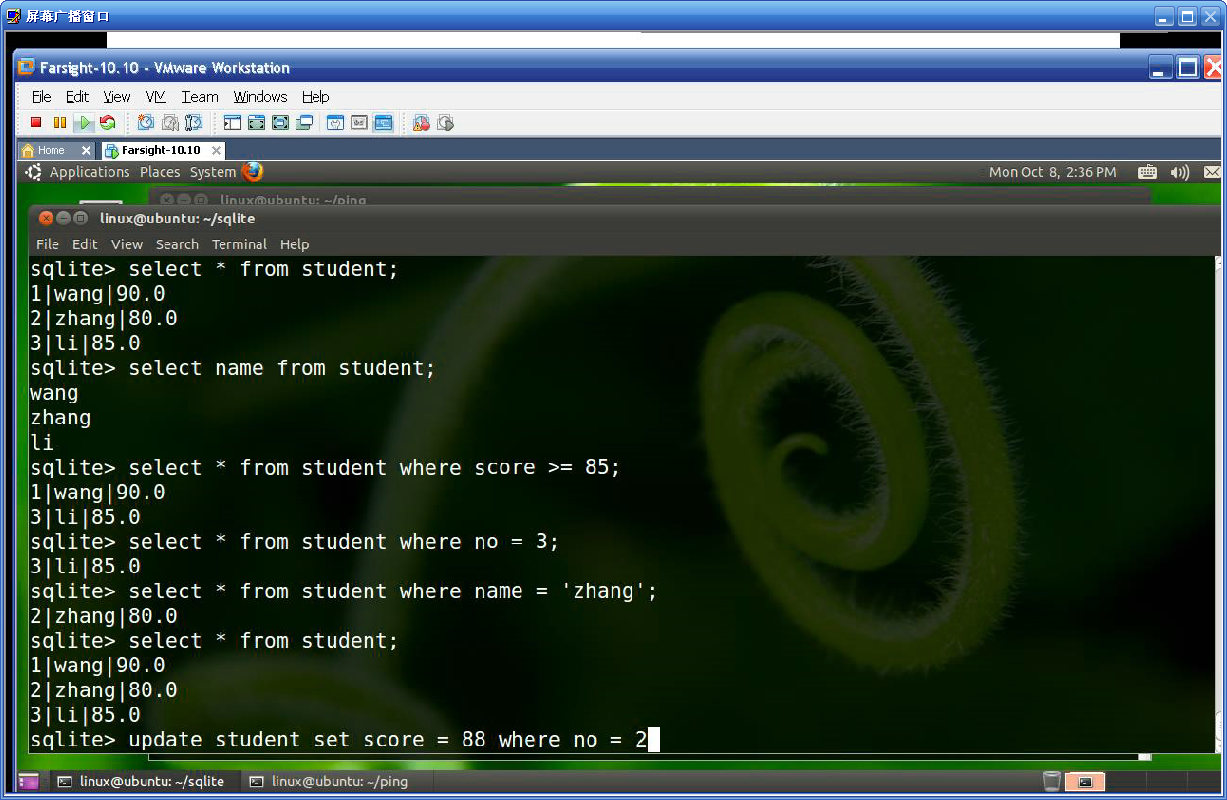 屏幕广播窗口
Farsight-10.10 - VMware Workstation
File Edit View VM Team Windows Help
Home Farsight-10.10
Applications Places System Mon Oct 8, 2:36 PM
linux@ubuntu: ~/ping
linux@ubuntu: ~/sqlite
File Edit View Search Terminal Help
sqlite> select * from student;
1|wang|90.0
2|zhang|80.0
3|li|85.0
sqlite> select name from student;
wang
zhang
li
sqlite> select * from student where score >= 85;
1|wang|90.0
3|li|85.0
sqlite> select * from student where no = 3;
3|li|85.0
sqlite> select * from student where name = 'zhang';
2|zhang|80.0
sqlite> select * from student;
1|wang|90.0
2|zhang|80.0
3|li|85.0
sqlite> update student set score = 88 where no = 2
linux@ubuntu: ~/sqlite linux@ubuntu: ~/ping